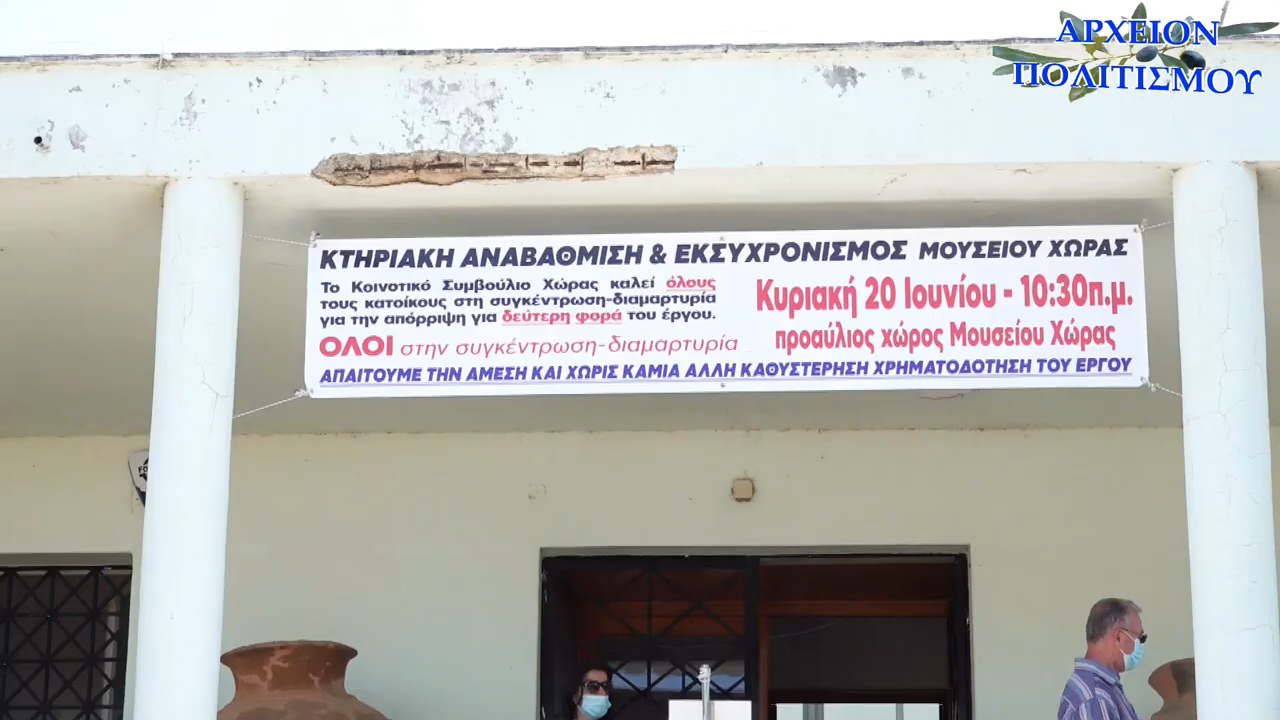 ΑΡΧΕΙΟΝ
ΠΟΛΙΤΙΣΜΟΥ
ΚΤΗΡΙΑΚΗ ΑΝΑΒΑΘΜΙΣΗ & ΕΚΣΥΧΡΟΝΙΣΜΟΣ ΜΟΥΣΕΙΟΥ ΧΩΡΑΣ
Το Κοινοτικό Συμβούλιο Χώρας καλεί όλους
τους κατοίκους στη συγκέντρωση-διαμαρτυρία
για την απόρριψη για δεύτερη φορά του έργου.
ΟΛΟΙ στην συγκέντρωση-διαμαρτυρία
Κυριακή 20 Ιουνίου - 10:30π.μ.
προαύλιος χώρος Μουσείου Χώρας
ΑΠΑΙΤΟΥΜΕ ΤΗΝ ΑΜΕΣΗ ΚΑΙ ΧΩΡΙΣ ΚΑΜΙΑ ΑΛΛΗ ΚΑΘΥΣΤΕΡΗΣΗ ΧΡΗΜΑΤΟΔΟΤΗΣΗ ΤΟΥ ΕΡΓΟΥ